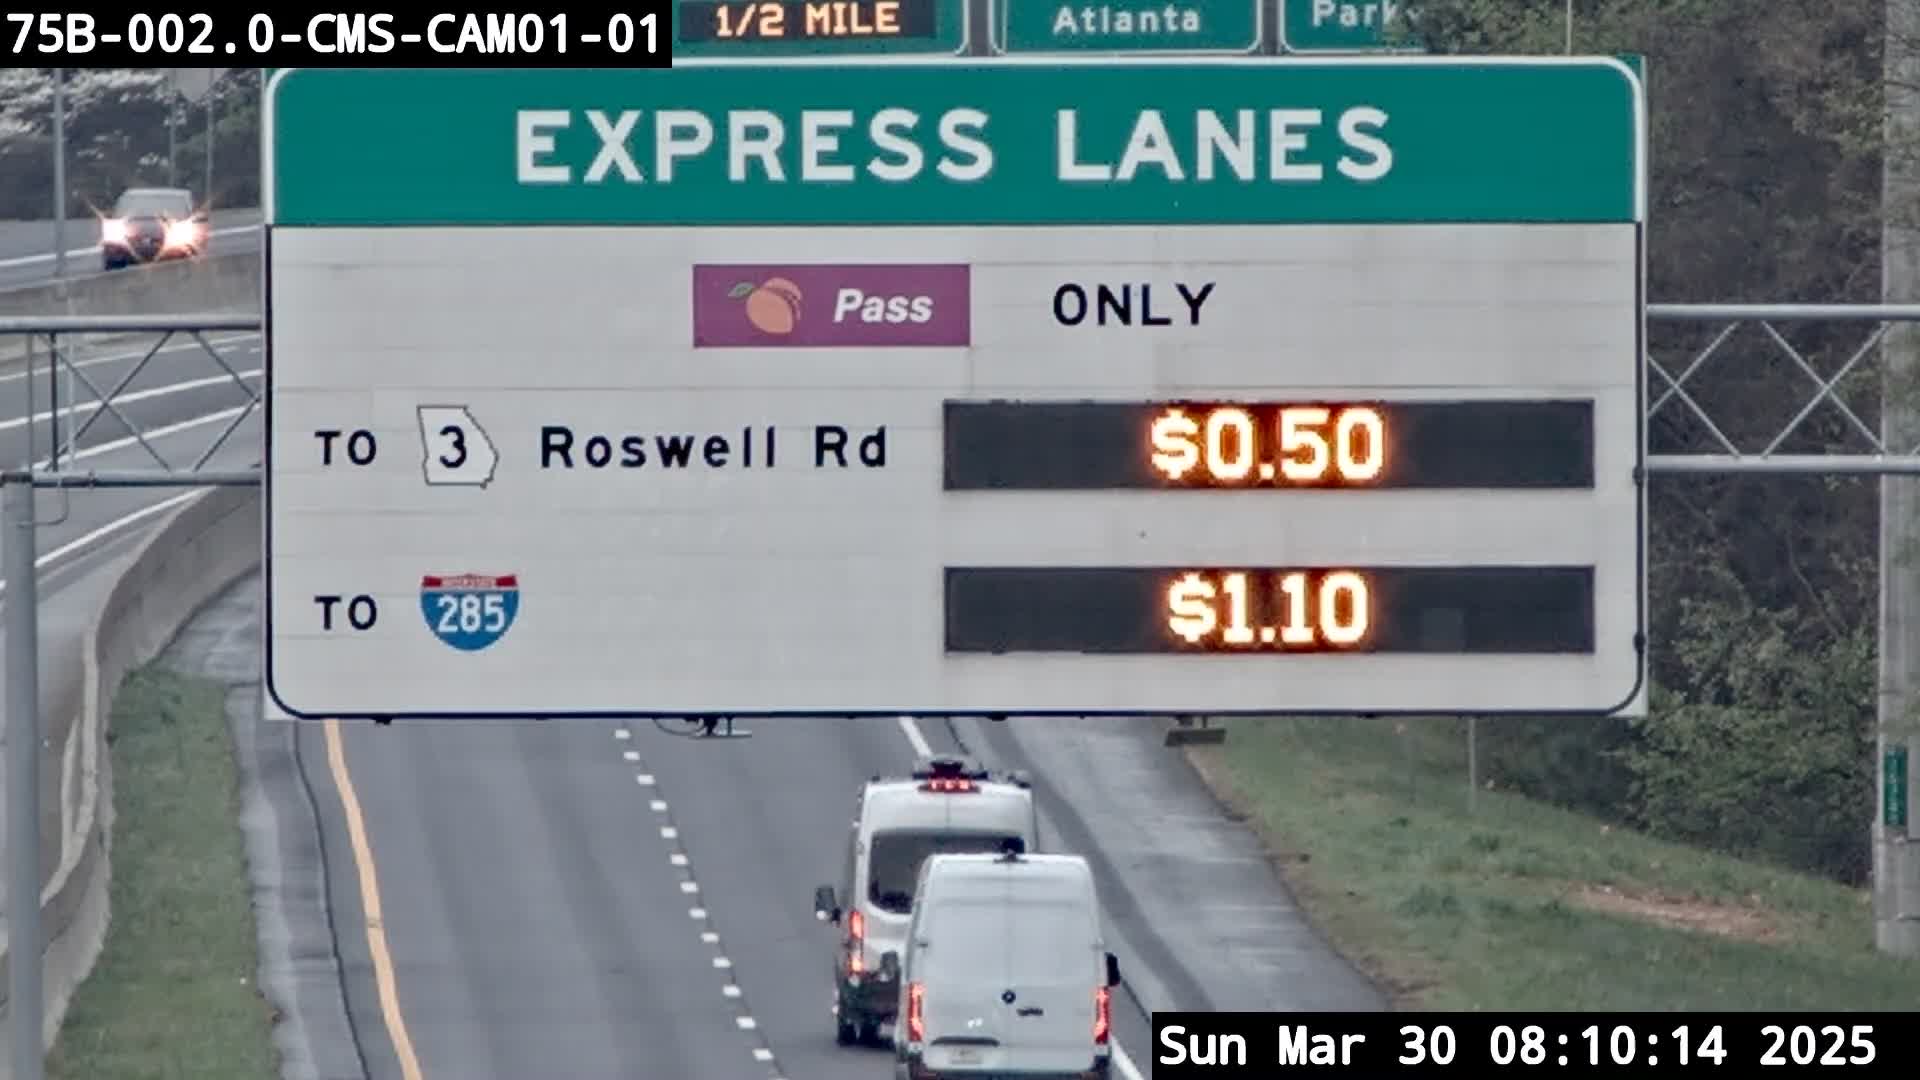 75B-002.0-CMS-CAM01-01
1/2 MILE
Atlanta
EXPRESS LANES
Pass ONLY
TO 3 Roswell Rd $0.50
INTERSTATE
TO 285 $1.10
Sun Mar 30 08:10:14 2025